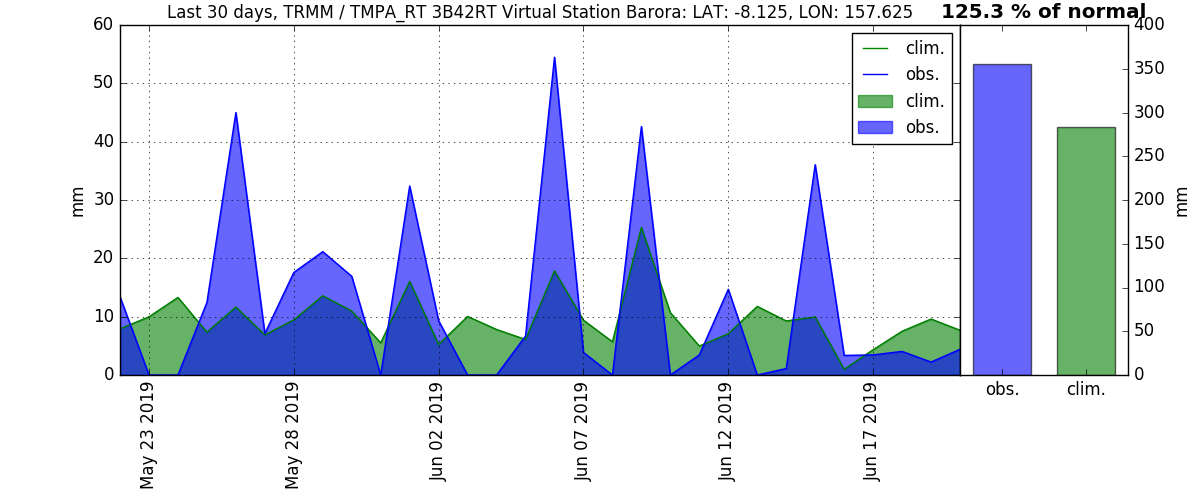 Last 30 days, TRMM / TMPA_RT 3B42RT Virtual Station Barora: LAT: -8.125, LON: 157.625
125.3 % of normal
60
50
40
30
20
10
0
mm
clim.
obs.
clim.
obs.
May 23 2019
May 28 2019
Jun 02 2019
Jun 07 2019
Jun 12 2019
Jun 17 2019
400
350
300
250
200
150
100
50
0
mm
obs.
clim.